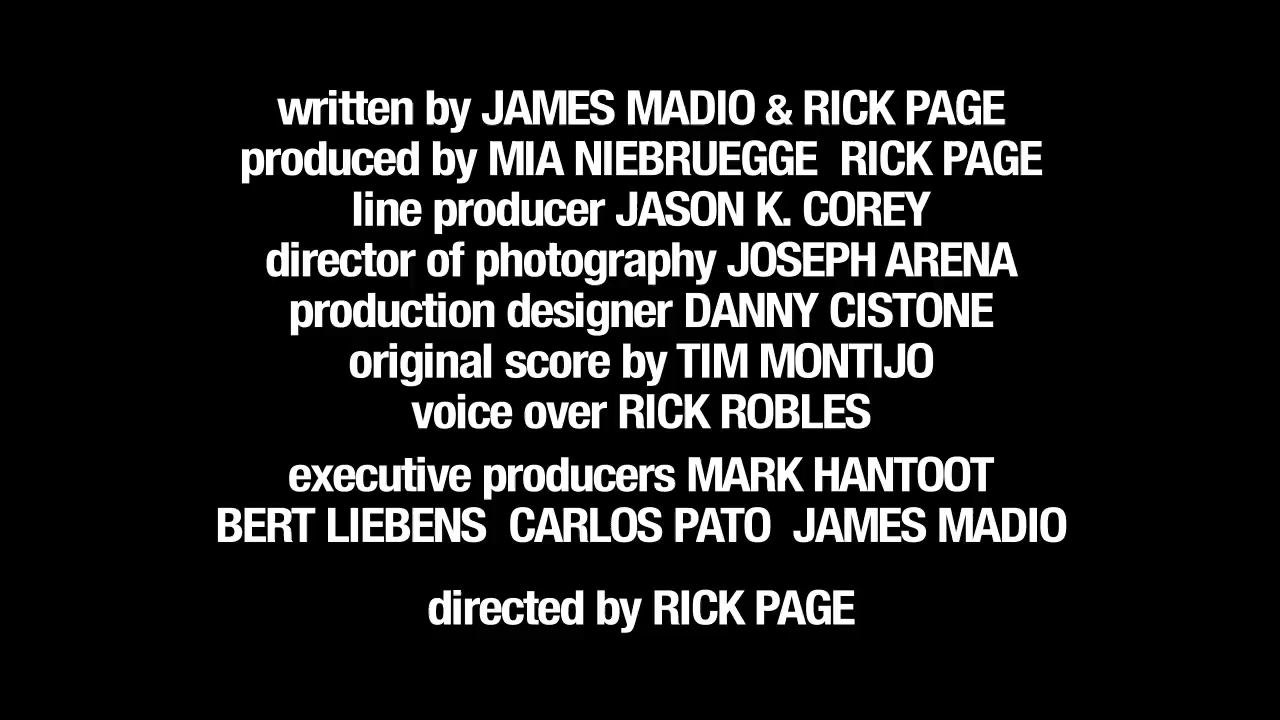 written by JAMES MADIO & RICK PAGE
produced by MIA NIEBRUEGGE  RICK PAGE
line producer JASON K. COREY
director of photography JOSEPH ARENA
production designer DANNY CISTONE
original score by TIM MONTIJO
voice over RICK ROBLES
executive producers MARK HANTOOT
BERT LIEBENS  CARLOS PATO  JAMES MADIO
directed by RICK PAGE